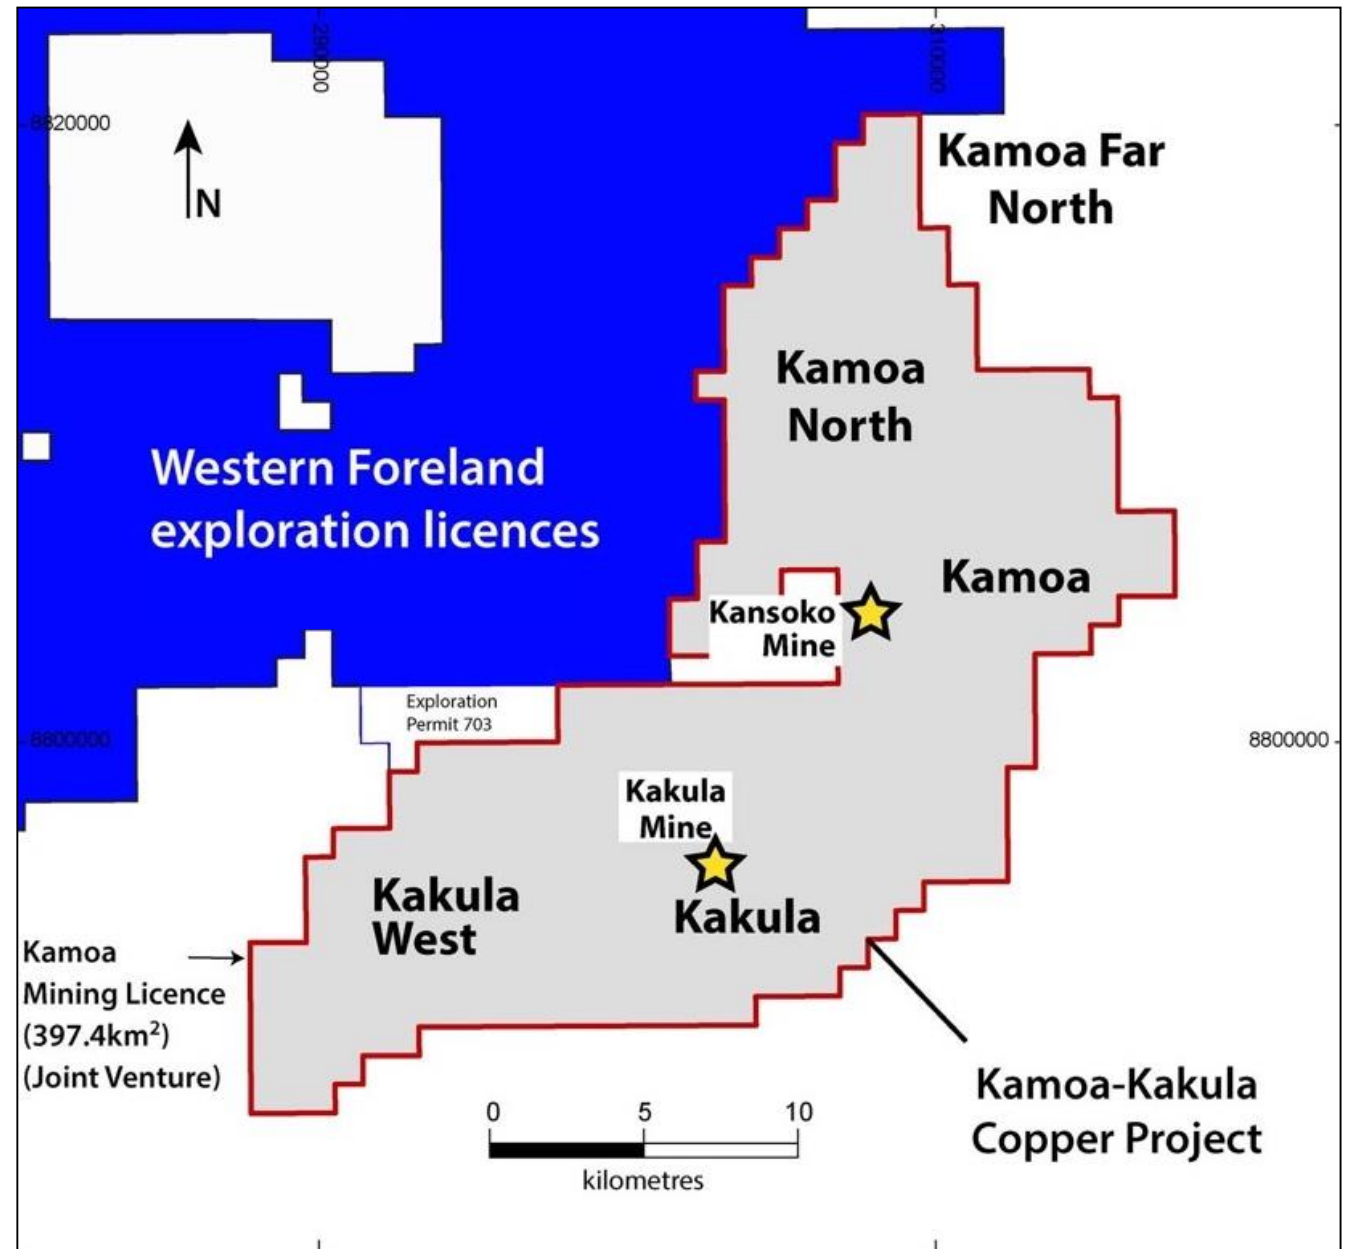 290000
310000
8820000
N
Kamoa Far
North
Kamoa
North
Western Foreland
exploration licences
Kamoa
Kansoko
Mine
Exploration
Permit 703
8800000
8800000
Kakula
Mine
Kakula
West
Kakula
Kamoa
Mining Licence
(397.4km²)
(Joint Venture)
0 5 10
kilometres
Kamoa-Kakula
Copper Project